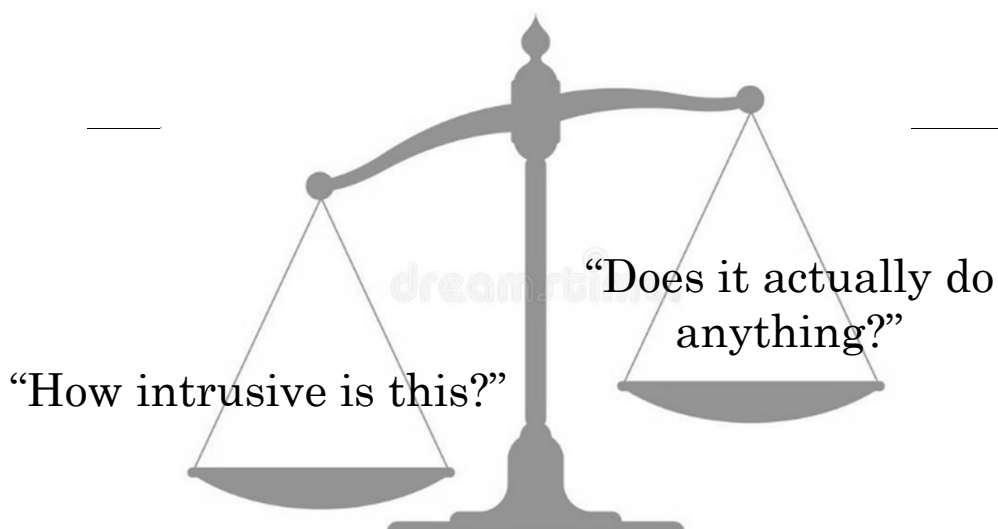 “Does it actually do
anything?”
“How intrusive is this?”
dreamstime.